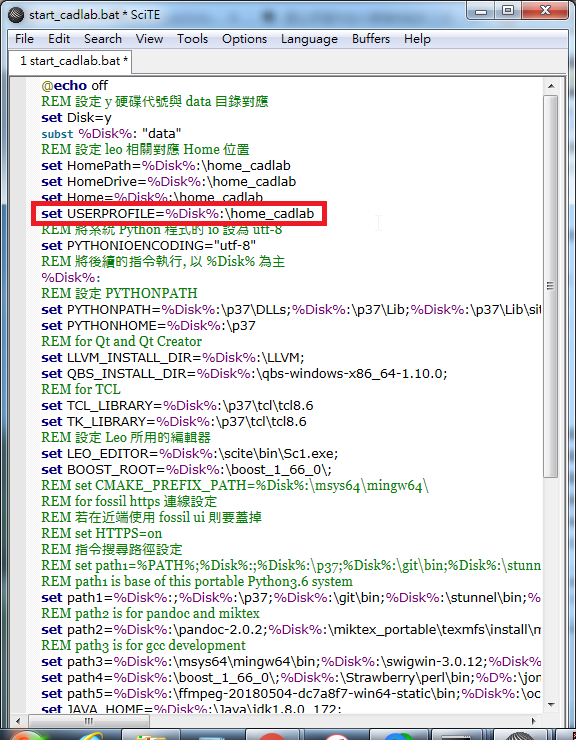 start_cadlab.bat * SciTE
File Edit Search View Tools Options Language Buffers Help
1 start_cadlab.bat *
@echo off
REM 設定 y 硬碟代號與 data 目錄對應
set Disk=y
subst %Disk%: "data"
REM 設定 leo 相關對應 Home 位置
set HomePath=%Disk%:\home_cadlab
set HomeDrive=%Disk%:\home_cadlab
set Home=%Disk%:\home_cadlab
set USERPROFILE=%Disk%:\home_cadlab
REM 將系統 Python 程式的 io 設為 utf-8
set PYTHONIOENCODING="utf-8"
REM 將後續的指令執行, 以 %Disk% 為主
%Disk%:
REM 設定 PYTHONPATH
set PYTHONPATH=%Disk%:\p37\DLLs;%Disk%:\p37\Lib;%Disk%:\p37\Lib\sit
set PYTHONHOME=%Disk%:\p37
REM for Qt and Qt Creator
set LLVM_INSTALL_DIR=%Disk%:\LLVM;
set QBS_INSTALL_DIR=%Disk%:\qbs-windows-x86_64-1.10.0;
REM for TCL
set TCL_LIBRARY=%Disk%:\p37\tcl\tcl8.6
set TK_LIBRARY=%Disk%:\p37\tcl\tcl8.6
REM 設定 Leo 所用的編輯器
set LEO_EDITOR=%Disk%:\scite\bin\Sc1.exe;
set BOOST_ROOT=%Disk%:\boost_1_66_0\;
REM set CMAKE_PREFIX_PATH=%Disk%:\msys64\mingw64\
REM for fossil https 連線設定
REM 若在近端使用 fossil ui 則要蓋掉
REM set HTTPS=on
REM 指令搜尋路徑設定
REM set path1=%PATH%;%Disk%:;%Disk%:\p37;%Disk%:\git\bin;%Disk%:\stunn
REM path1 is base of this portable Python3.6 system
set path1=%Disk%:;%Disk%:\p37;%Disk%:\git\bin;%Disk%:\stunnel\bin;%
REM path2 is for pandoc and miktex
set path2=%Disk%:\pandoc-2.0.2;%Disk%:\miktex_portable\texmfs\install\m
REM path3 is for gcc development
set path3=%Disk%:\msys64\mingw64\bin;%Disk%:\swigwin-3.0.12;%Disk%
set path4=%Disk%:\boost_1_66_0\;%Disk%:\Strawberry\perl\bin;%D%:\jon
set path5=%Disk%:\ffmpeg-20180504-dc7a8f7-win64-static\bin;%Disk%:\oc
set JAVA_HOME=%Disk%:\Java\jdk1.8.0_172;